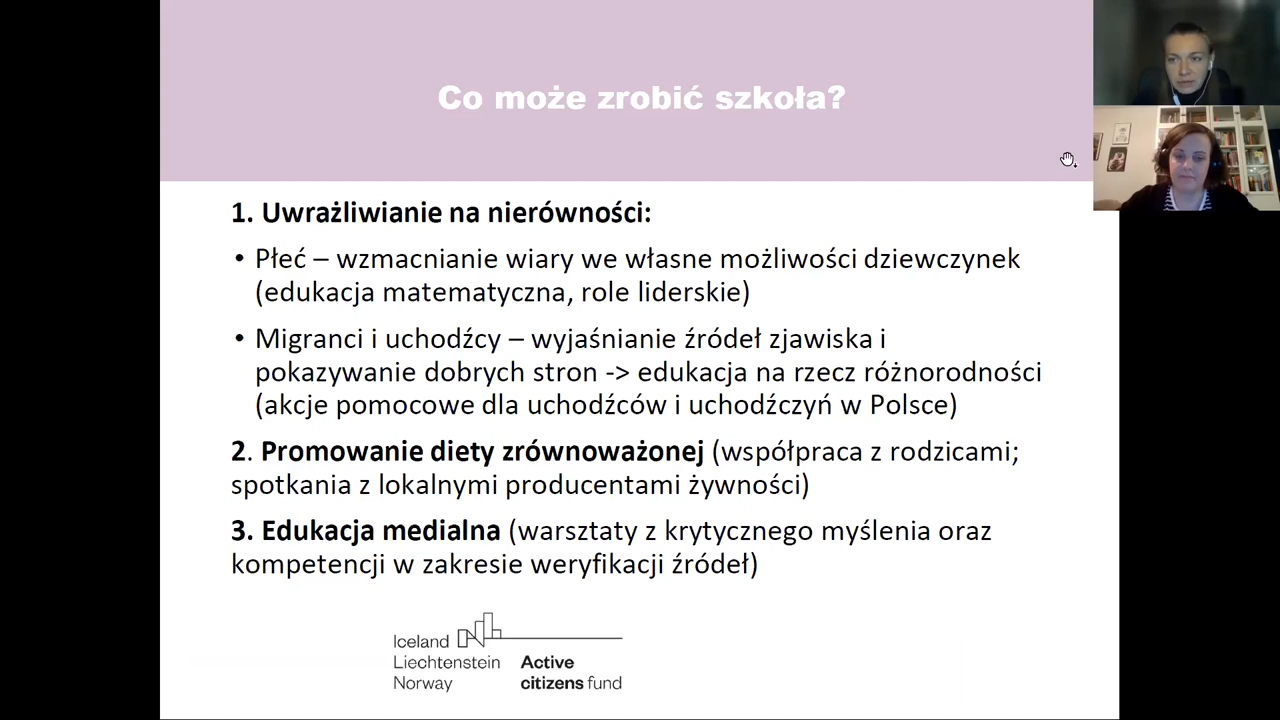 Co może zrobić szkoła?
1. Uwrażliwianie na nierówności:
• Płeć – wzmacnianie wiary we własne możliwości dziewczynek
(edukacja matematyczna, role liderskie)
• Migranci i uchodźcy – wyjaśnianie źródeł zjawiska i
pokazywanie dobrych stron -> edukacja na rzecz różnorodności
(akcje pomocowe dla uchodźców i uchodźczyń w Polsce)
2. Promowanie diety zrównoważonej (współpraca z rodzicami;
spotkania z lokalnymi producentami żywności)
3. Edukacja medialna (warsztaty z krytycznego myślenia oraz
kompetencji w zakresie weryfikacji źródeł)
Iceland
Liechtenstein
Norway
Active
citizens fund